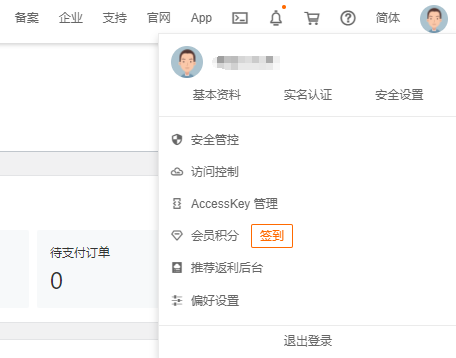 备案 企业 支持 官网 App 简体
基本资料 实名认证 安全设置
安全管控
访问控制
AccessKey 管理
会员积分 签到
推荐返利后台
偏好设置
退出登录
待支付订单
0